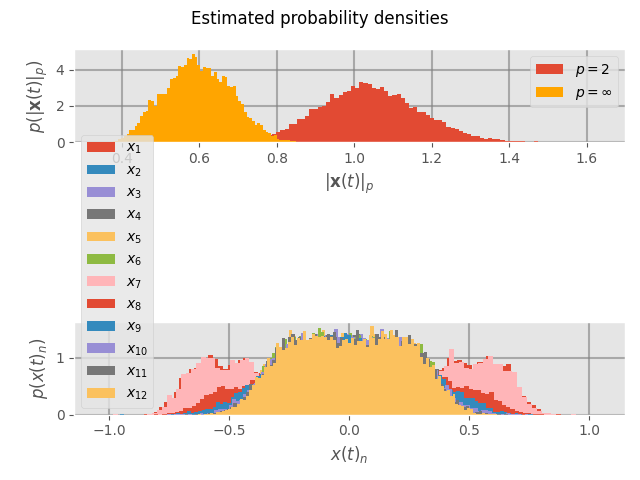 Estimated probability densities
p(|x(t)|ₚ)
4
2
0
p = 2
p = ∞
0.4 0.6 0.8 1.0 1.2 1.4 1.6
|x(t)|ₚ
x₁
x₂
x₃
x₄
x₅
x₆
x₇
x₈
x₉
x₁₀
x₁₁
x₁₂
p(x(t)ₙ)
1
0
−1.0 −0.5 0.0 0.5 1.0
x(t)ₙ